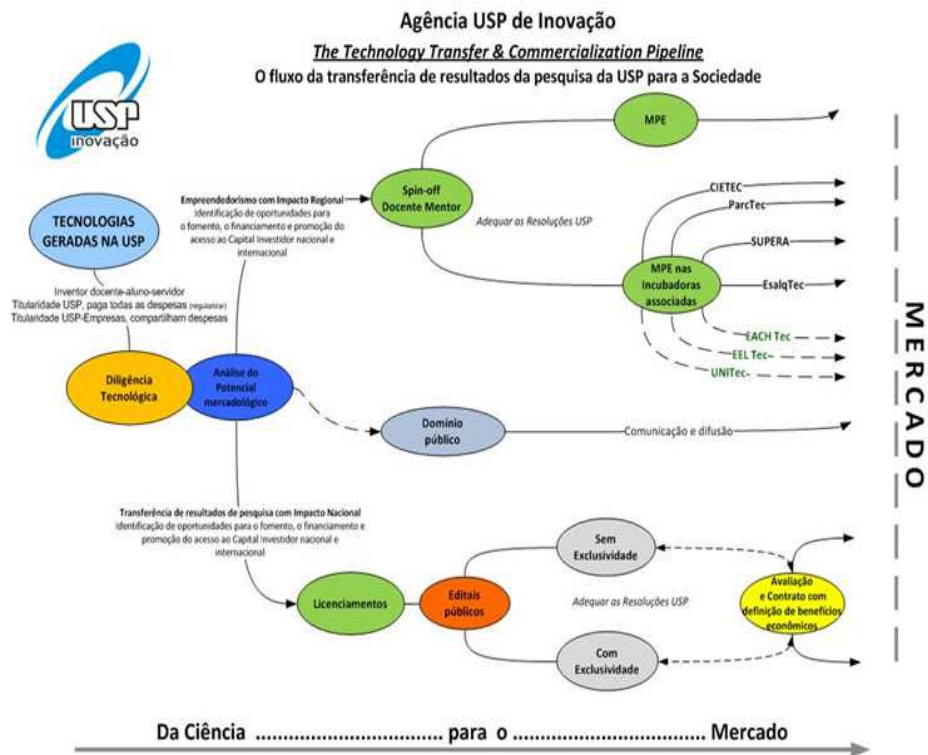 Agência USP de Inovação
The Technology Transfer & Commercialization Pipeline
O fluxo da transferência de resultados da pesquisa da USP para a Sociedade
USP
inovação
MPE
TECNOLOGIAS
GERADAS NA USP
Empreendedorismo com Impacto Regional
Identificação de oportunidades para
o fomento, o financiamento e promoção do
acesso ao Capital Investidor nacional e
internacional
Spin-off
Docente Mentor
Adequar as Resoluções USP
CIETEC
ParcTec
SUPERA
MPE nas
Incubadoras
associadas
EsalqTec
EACH Tec
EEL Tec
UNITec
Inventor docente-aluno-servidor
Titularidade USP, paga todas as despesas (regulatizar)
Titularidade USP-Empresas, compartilham despesas
Diligência
Tecnológica
Análise do
Potencial
mercadológico
Domínio
público
Comunicação e difusão
Transferência de resultados de pesquisa com Impacto Nacional
Identificação de oportunidades para o fomento, o financiamento e
promoção do acesso ao Capital Investidor nacional e
internacional
Licenciamentos
Editais
públicos
Sem
Exclusividade
Adequar as Resoluções USP
Com
Exclusividade
Avaliação
e Contrato com
definição de benefícios
econômicos
MERCADO
Da Ciência .................................. para o ................................... Mercado